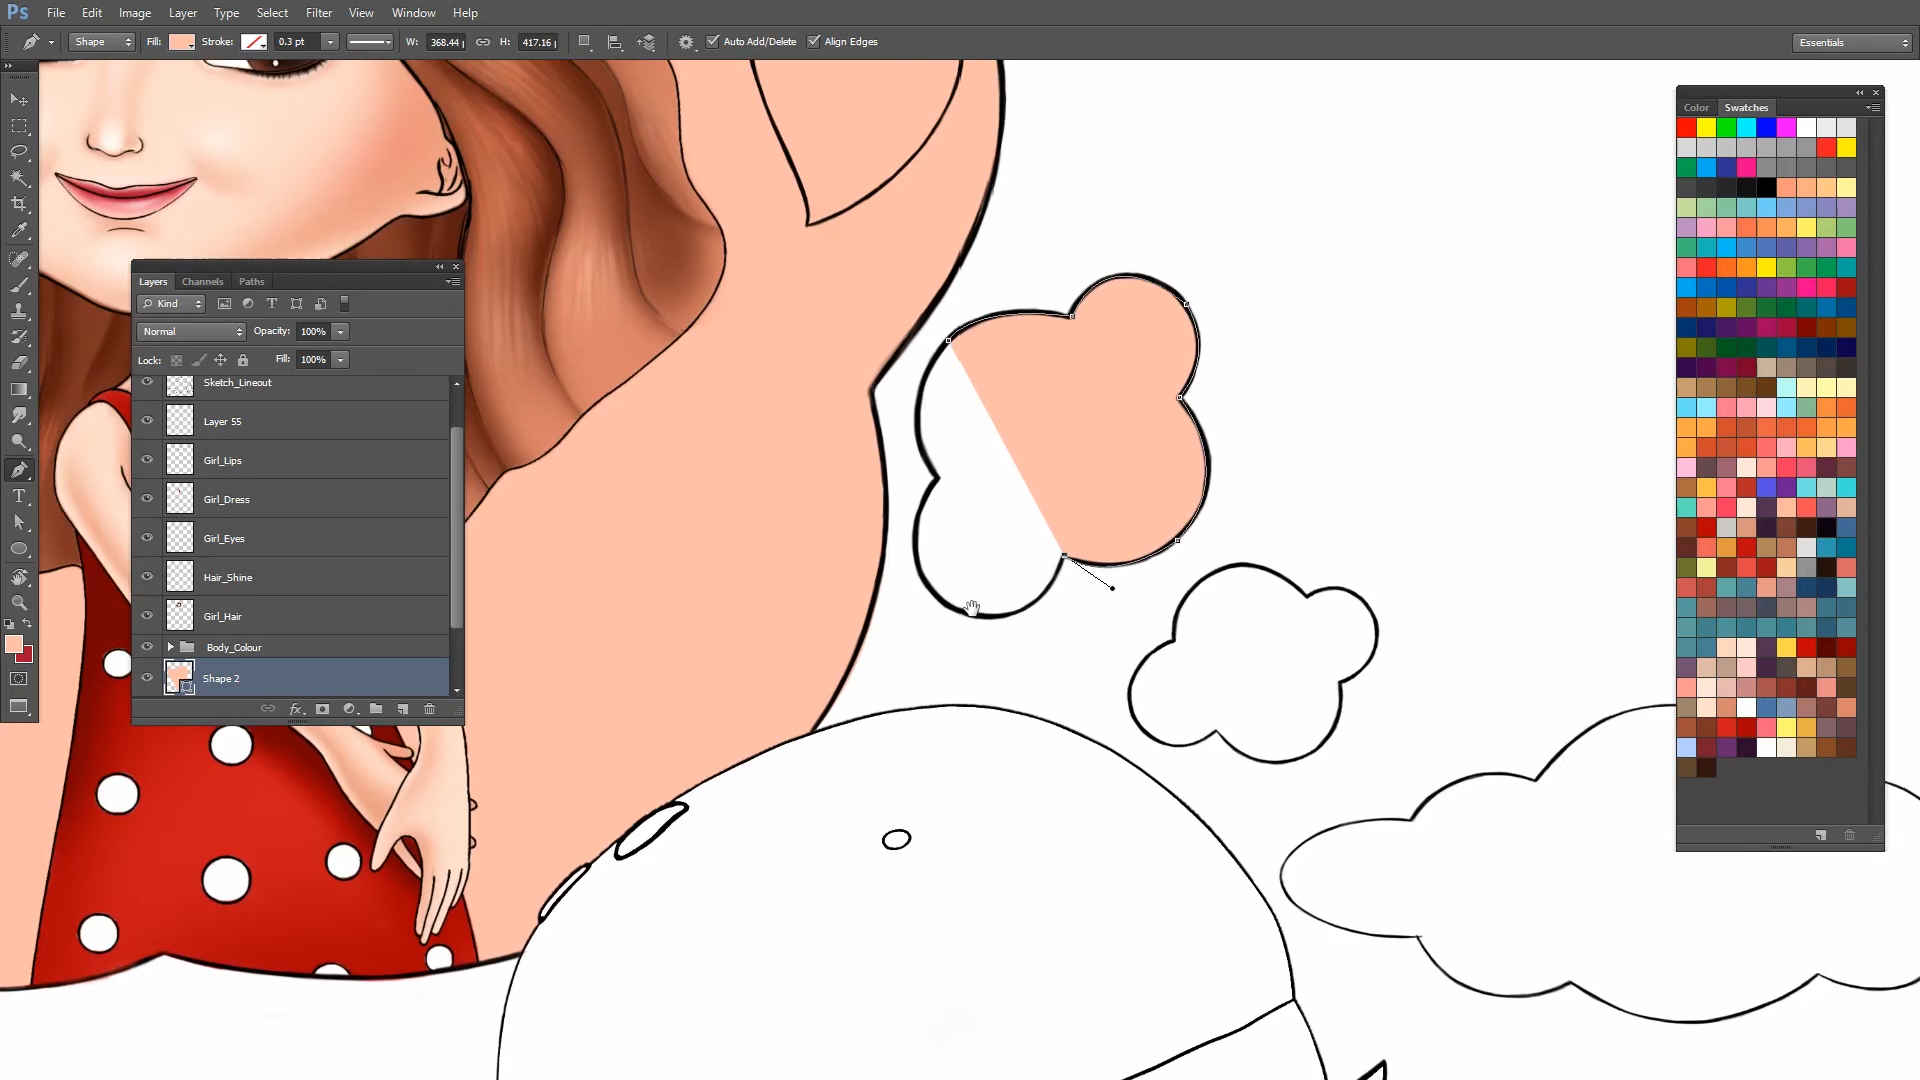 Ps File Edit Image Layer Type Select Filter View Window Help
Shape Fill: Stroke: 0.3 pt W: 368.44 H: 417.16 Auto Add/Delete Align Edges Essentials
Color Swatches
Layers Channels Paths
Kind
Normal Opacity: 100%
Lock: Fill: 100%
Sketch_Lineout
Layer 55
Girl_Lips
Girl_Dress
Girl_Eyes
Hair_Shine
Girl_Hair
Body_Colour
Shape 2
fx